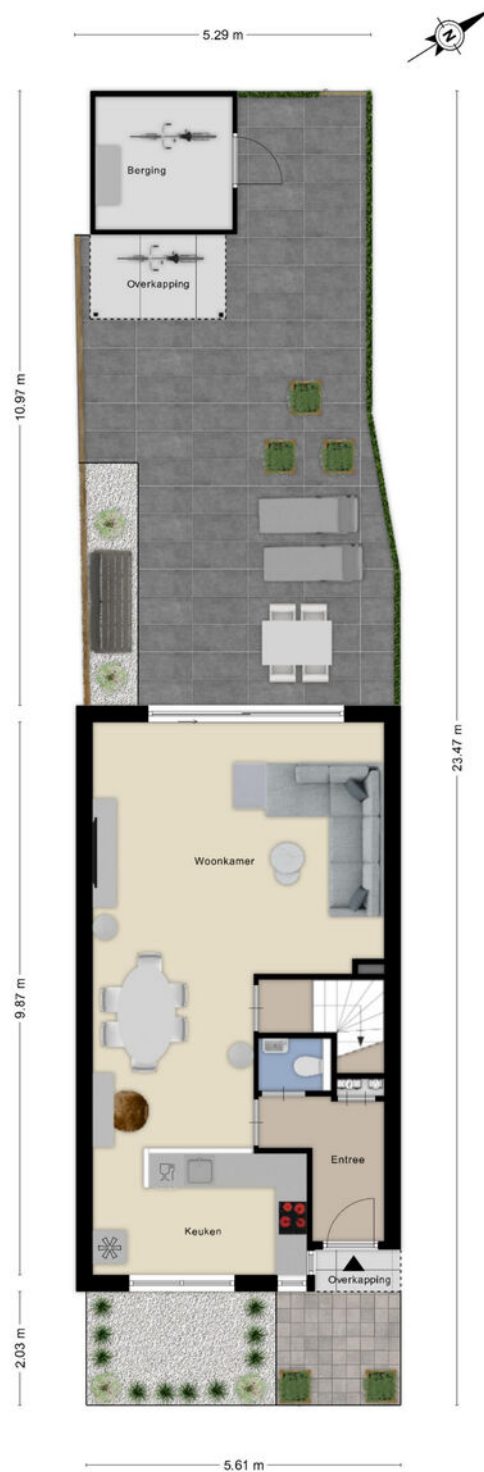 5.29 m
N
Berging
Overkapping
10.97 m
23.47 m
Woonkamer
9.87 m
Entree
Keuken
Overkapping
2.03 m
5.61 m